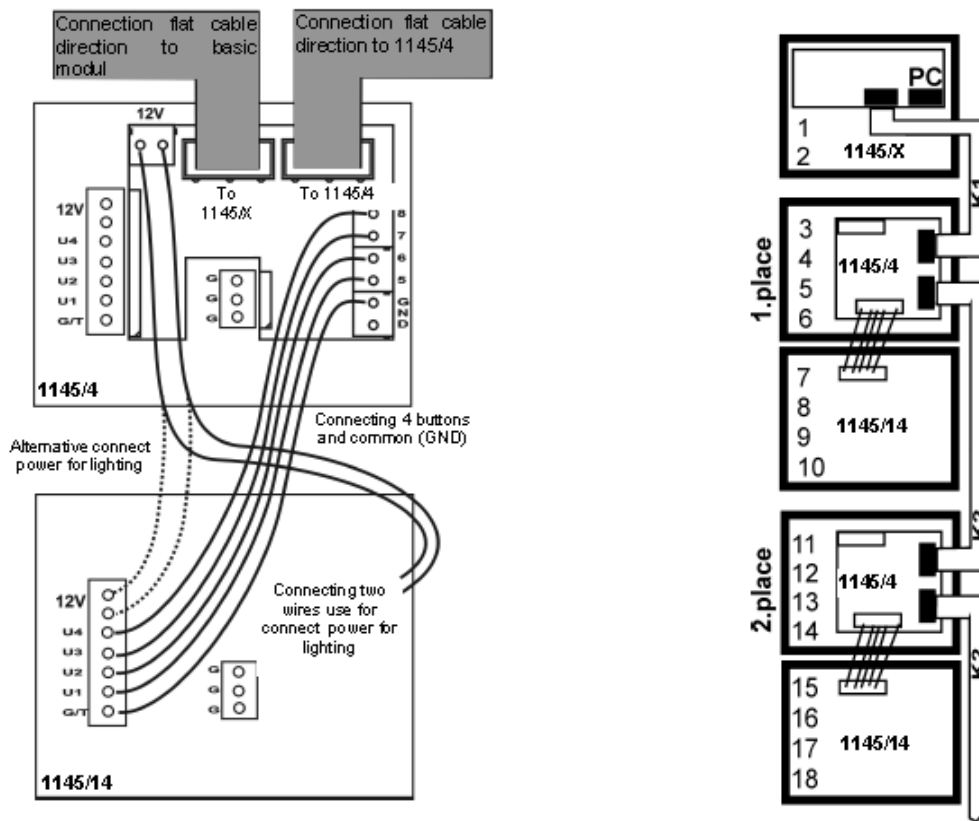 Connection flat cable
direction to basic
modul
Connection flat cable
direction to 1145/4
12V
To
1145/X
To 1145/4
12V
U4
U3
U2
U1
G/T
G
G
G
8
7
6
5
G
N
D
1145/4
Alternative connect
power for lighting
Connecting 4 buttons
and common (GND)
12V
U4
U3
U2
U1
G/T
G
G
G
Connecting two
wires use for
connect power for
lighting
1145/14
PC
1
2
1145/X
K1
1.place
3
4
5
6
1145/4
7
8
9
10
1145/14
2.place
11
12
13
14
1145/4
15
16
17
18
1145/14